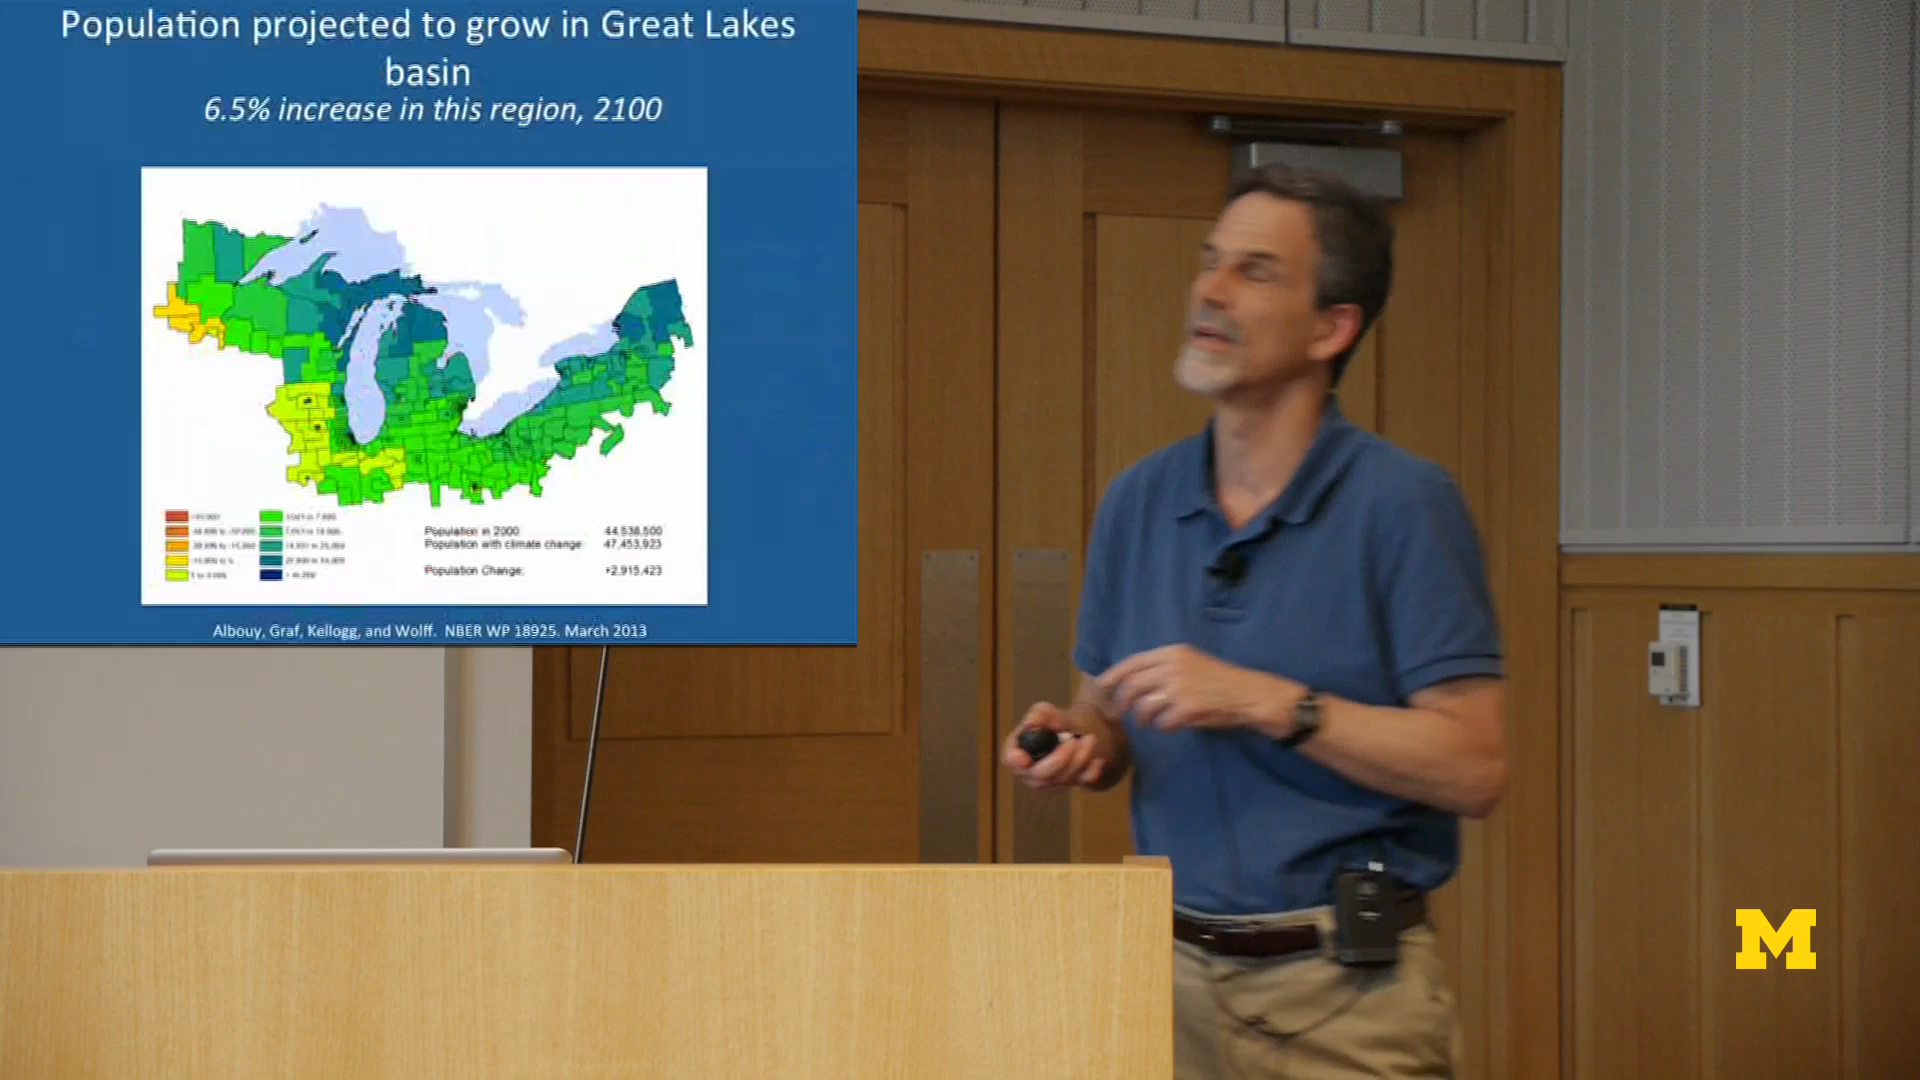 Population projected to grow in Great Lakes
basin
6.5% increase in this region, 2100
Population in 2000: 44,538,500
Population with climate change: 47,453,923
Population Change: +2,915,423
Albouy, Graf, Kellogg, and Wolff. NBER WP 18925. March 2013
M